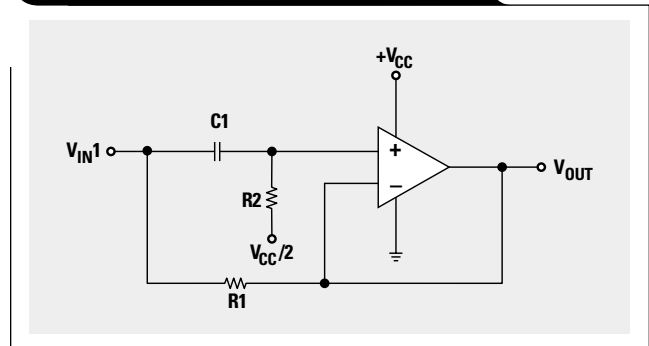 +VCC
C1
VIN1
+
VOUT
−
R2
VCC/2
R1